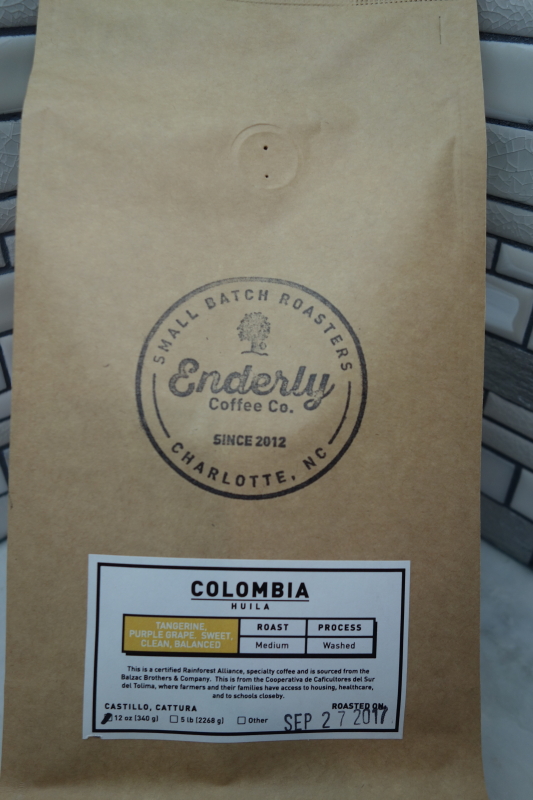 SMALL BATCH ROASTERS
Enderly
Coffee Co.
SINCE 2012
CHARLOTTE, NC
COLOMBIA
HUILA
TANGERINE,
PURPLE GRAPE, SWEET,
CLEAN, BALANCED
ROAST
PROCESS
Medium
Washed
This is a certified Rainforest Alliance, specialty coffee and is sourced from the
Balzac Brothers & Company. This is from the Cooperativa de Caficultores del Sur
del Tolima, where farmers and their families have access to housing, healthcare,
and to schools closeby.
CASTILLO, CATTURA
ROASTED ON:
12 oz (340 g) 5 lb (2268 g) Other
SEP 27 2017